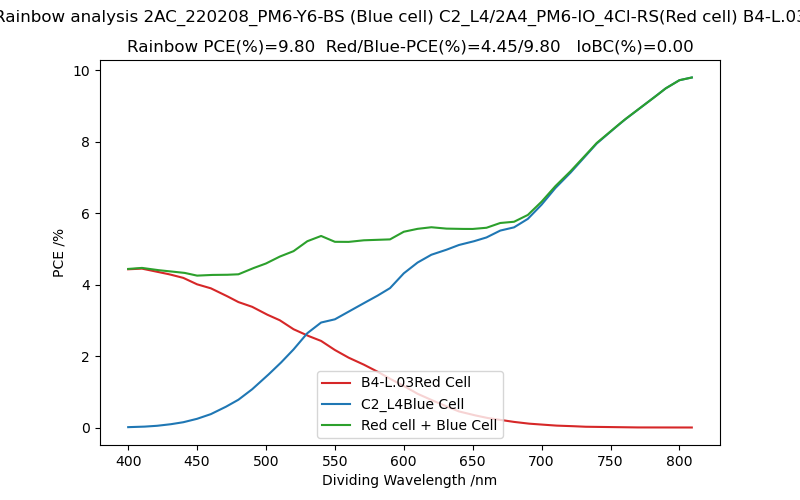 Rainbow analysis 2AC_220208_PM6-Y6-BS (Blue cell) C2_L4/2A4_PM6-IO_4Cl-RS(Red cell) B4-L.03
Rainbow PCE(%)=9.80  Red/Blue-PCE(%)=4.45/9.80   IoBC(%)=0.00
10
8
6
4
2
0
PCE /%
B4-L.03Red Cell
C2_L4Blue Cell
Red cell + Blue Cell
400 450 500 550 600 650 700 750 800
Dividing Wavelength /nm